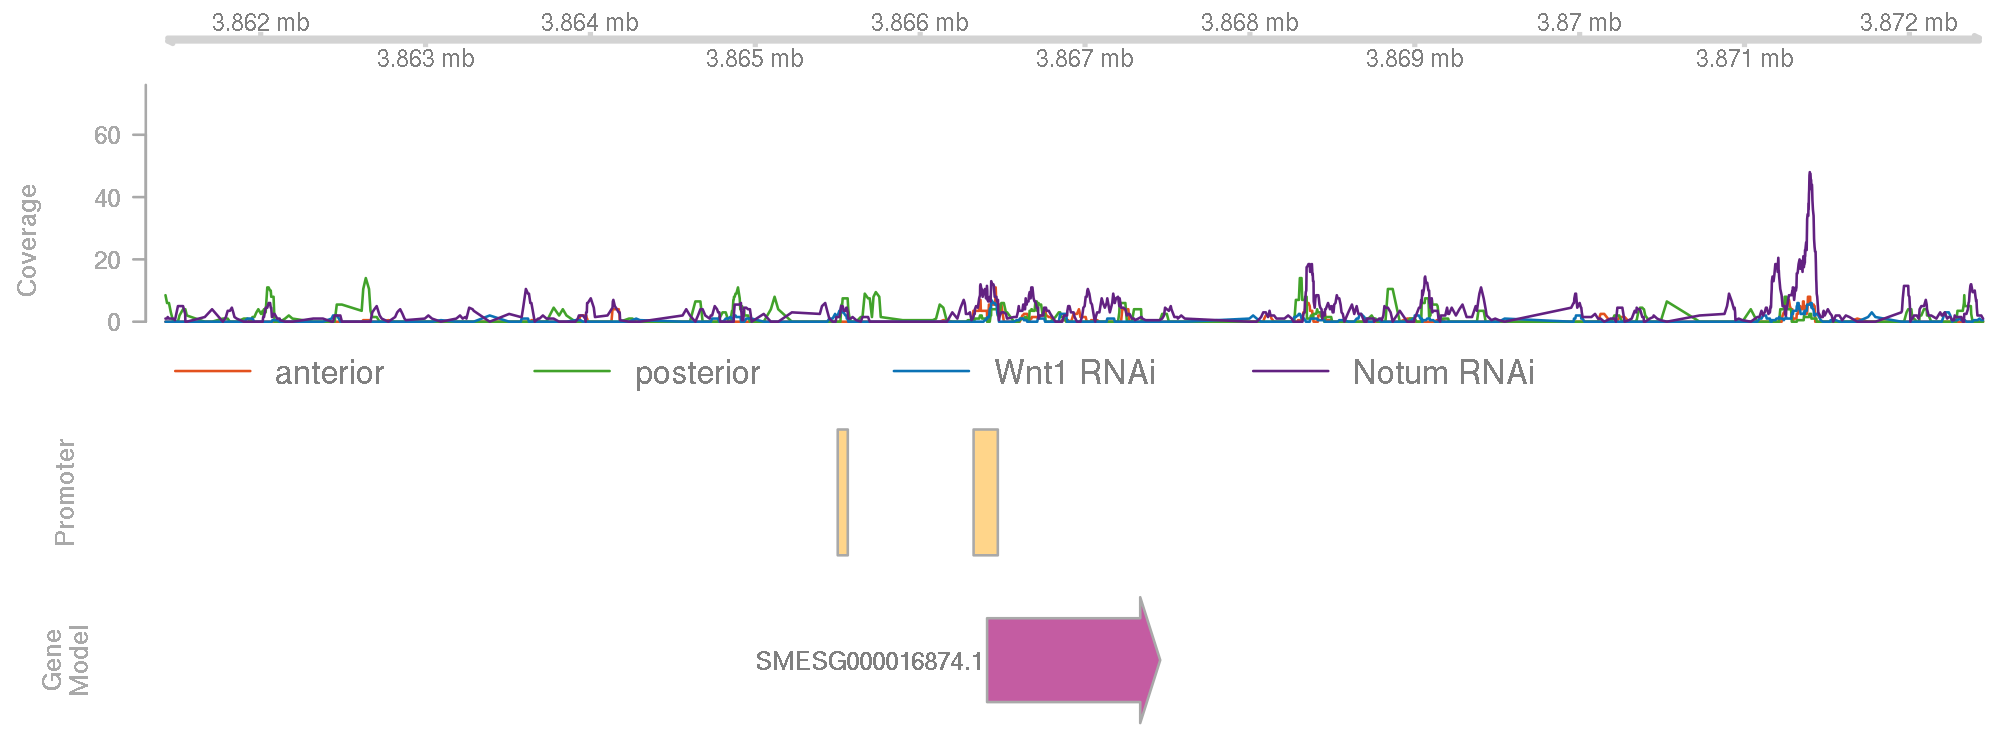 3.862 mb 3.864 mb 3.866 mb 3.868 mb 3.87 mb 3.872 mb
3.863 mb 3.865 mb 3.867 mb 3.869 mb 3.871 mb
Coverage
60
40
20
0
anterior posterior Wnt1 RNAi Notum RNAi
Promoter
Gene
Model
SMESG000016874.1